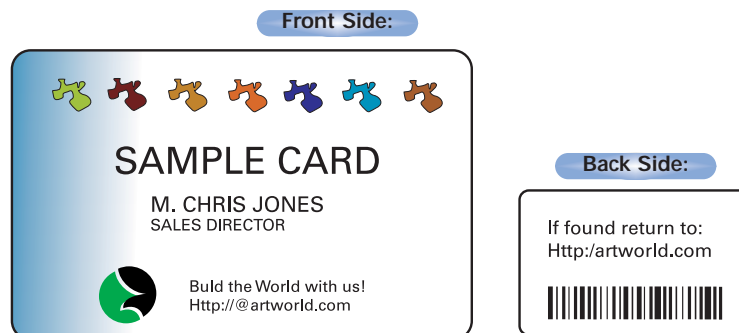 Front Side:
SAMPLE CARD
M. CHRIS JONES
SALES DIRECTOR
Buld the World with us!
Http://@artworld.com
Back Side:
If found return to:
Http:/artworld.com